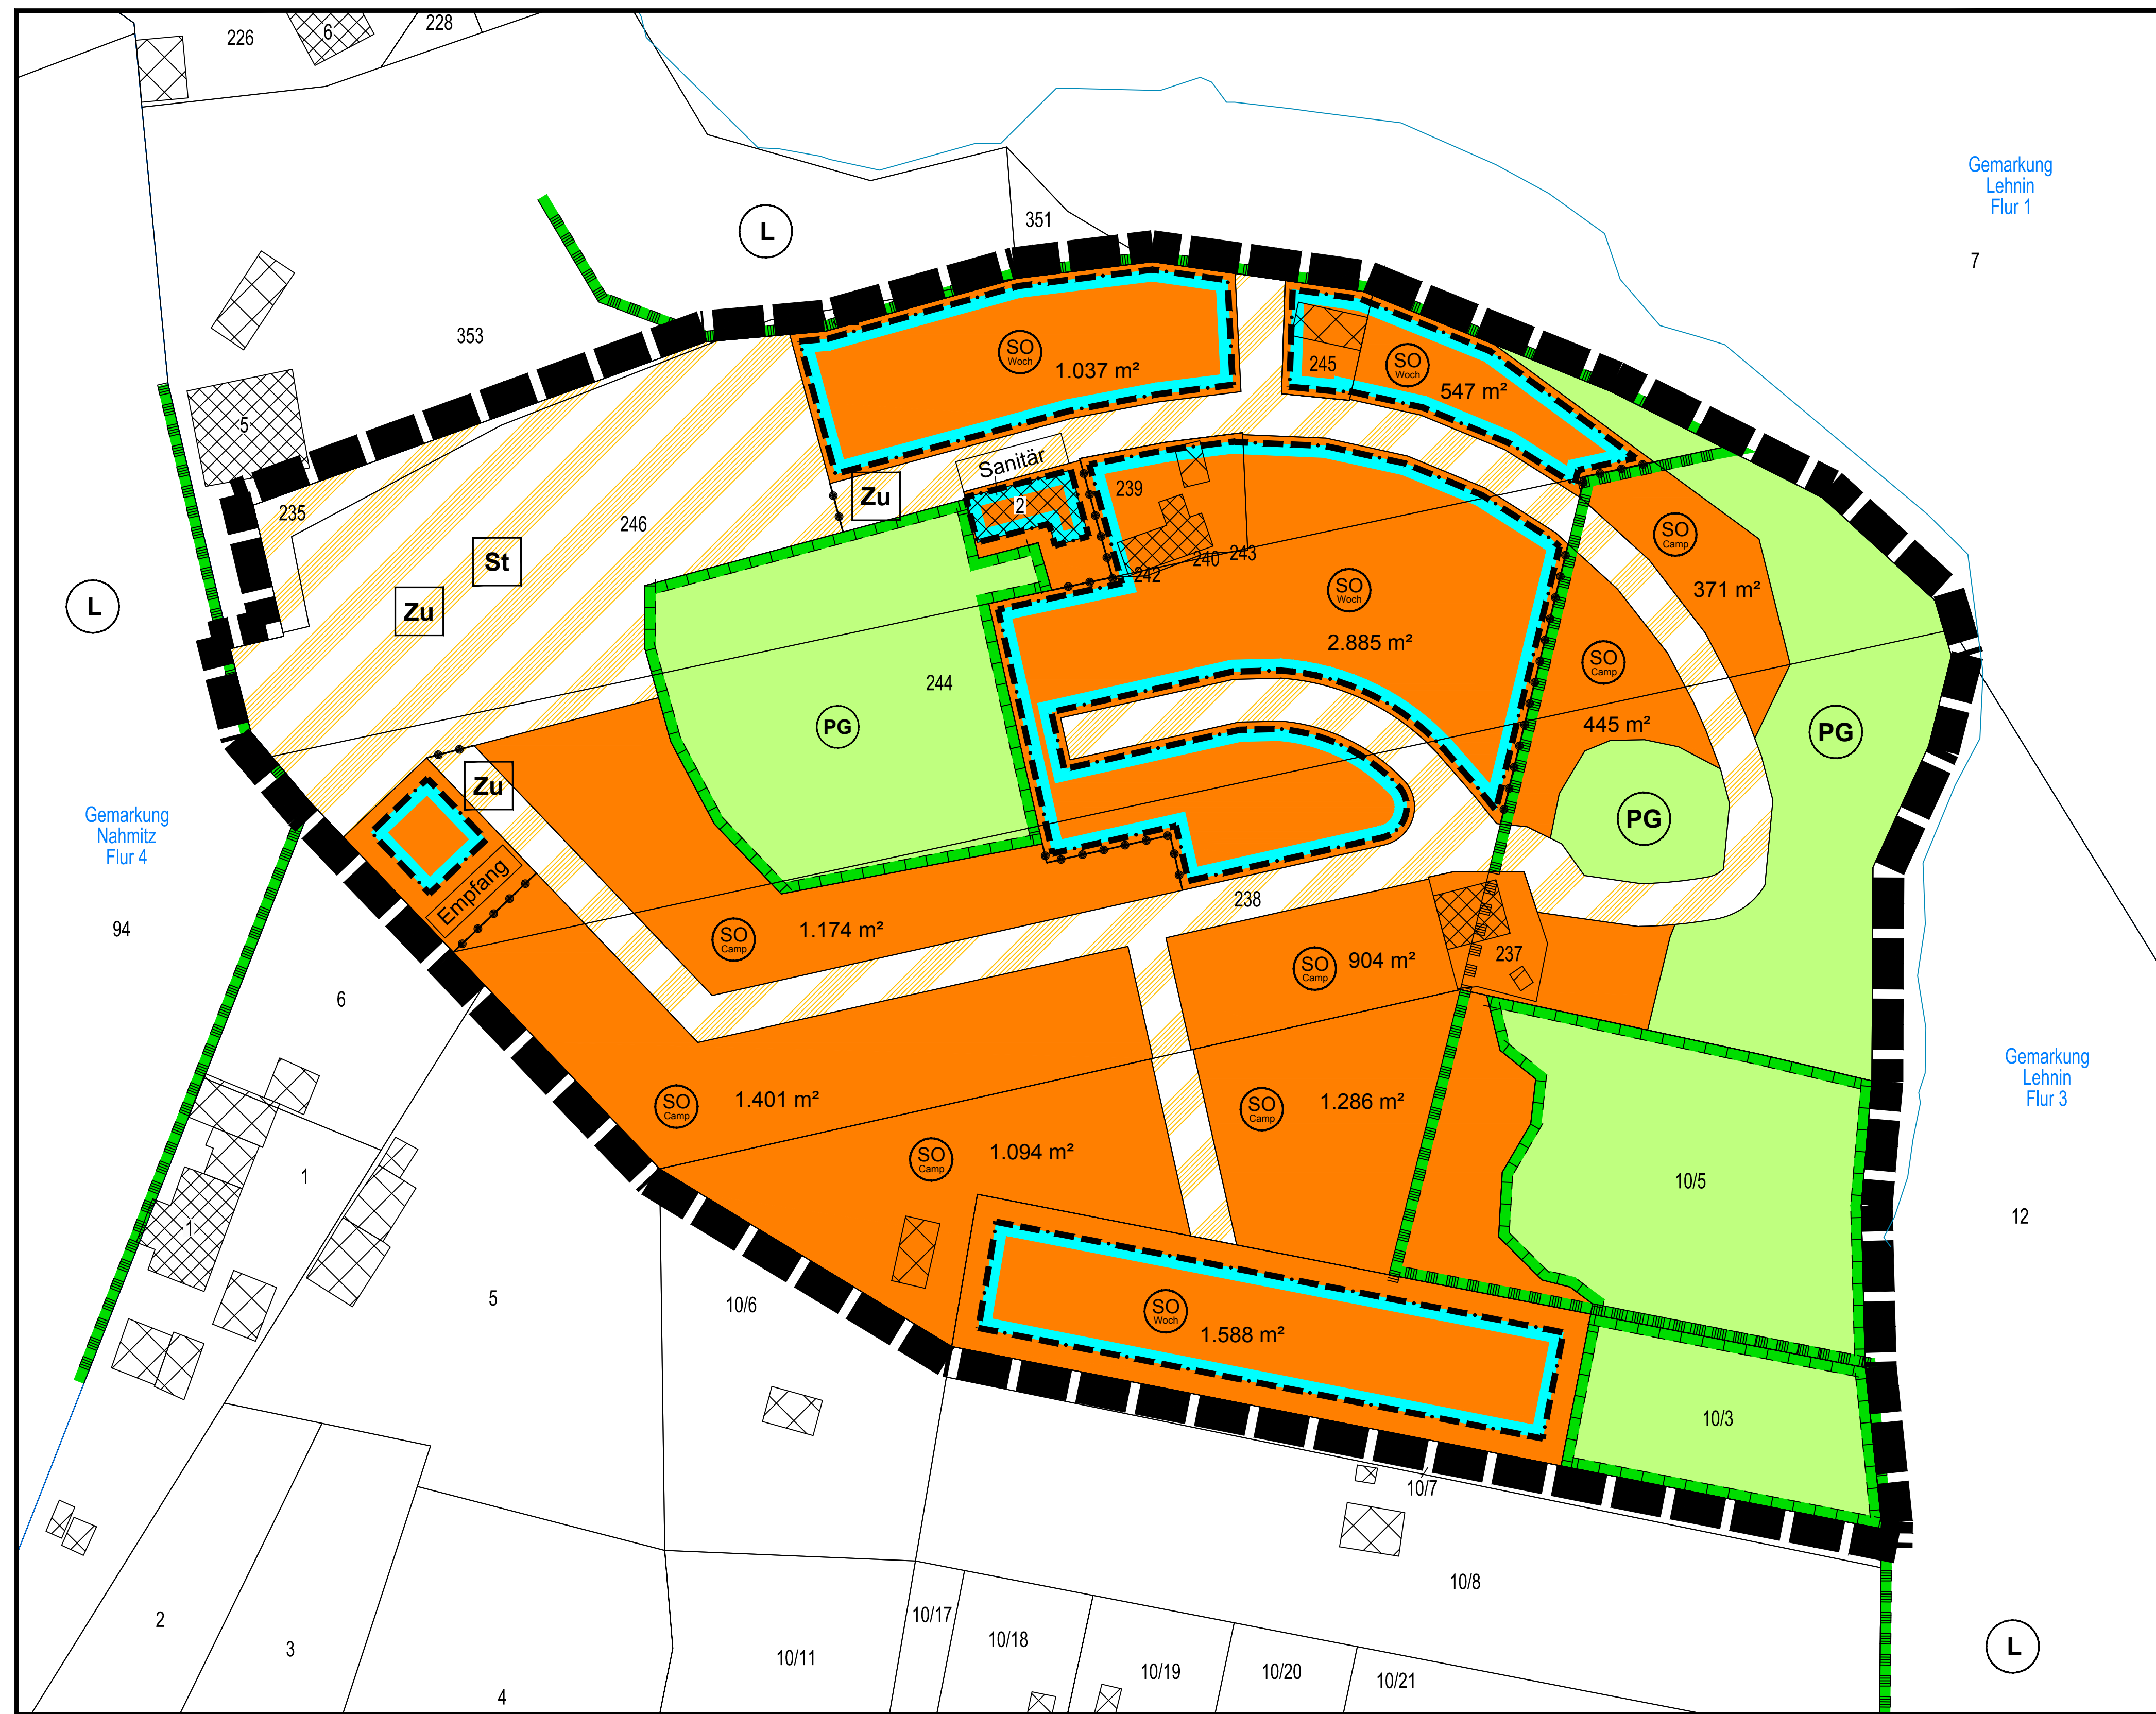 226
6
228
Gemarkung
Lehnin
Flur 1
351
L
7
353
SO
Woch
1.037 m²
245
SO
Woch
547 m²
5
Sanitär
239
Zu
2
235
246
St
SO
Camp
371 m²
242
240
243
SO
Woch
L
Zu
2.885 m²
SO
Camp
445 m²
244
PG
PG
Zu
PG
Gemarkung
Nahmitz
Flur 4
Empfang
238
94
SO
Camp
1.174 m²
237
SO
Camp
904 m²
6
Gemarkung
Lehnin
Flur 3
SO
Camp
1.401 m²
SO
Camp
1.286 m²
SO
Camp
1.094 m²
1
10/5
12
1
5
10/6
SO
Woch
1.588 m²
10/3
10/7
10/8
2
3
10/17
10/18
10/11
10/19
10/20
10/21
L
4